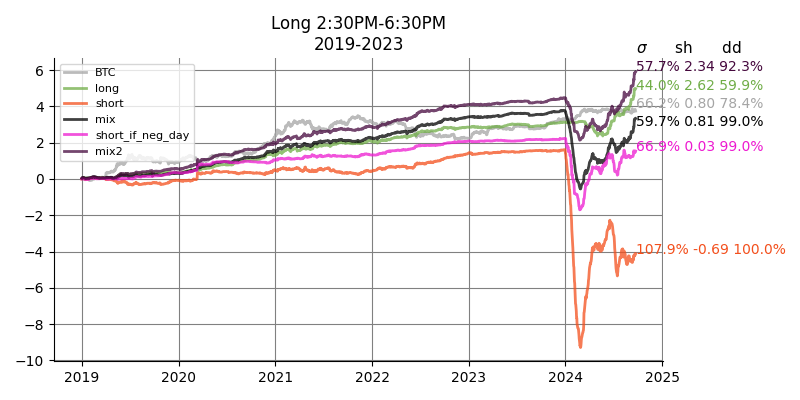 Long 2:30PM-6:30PM
2019-2023
σ sh dd
57.7% 2.34 92.3%
44.0% 2.62 59.9%
66.2% 0.80 78.4%
59.7% 0.81 99.0%
66.9% 0.03 99.0%
107.9% -0.69 100.0%
BTC
long
short
mix
short_if_neg_day
mix2
6
4
2
0
−2
−4
−6
−8
−10
2019 2020 2021 2022 2023 2024 2025